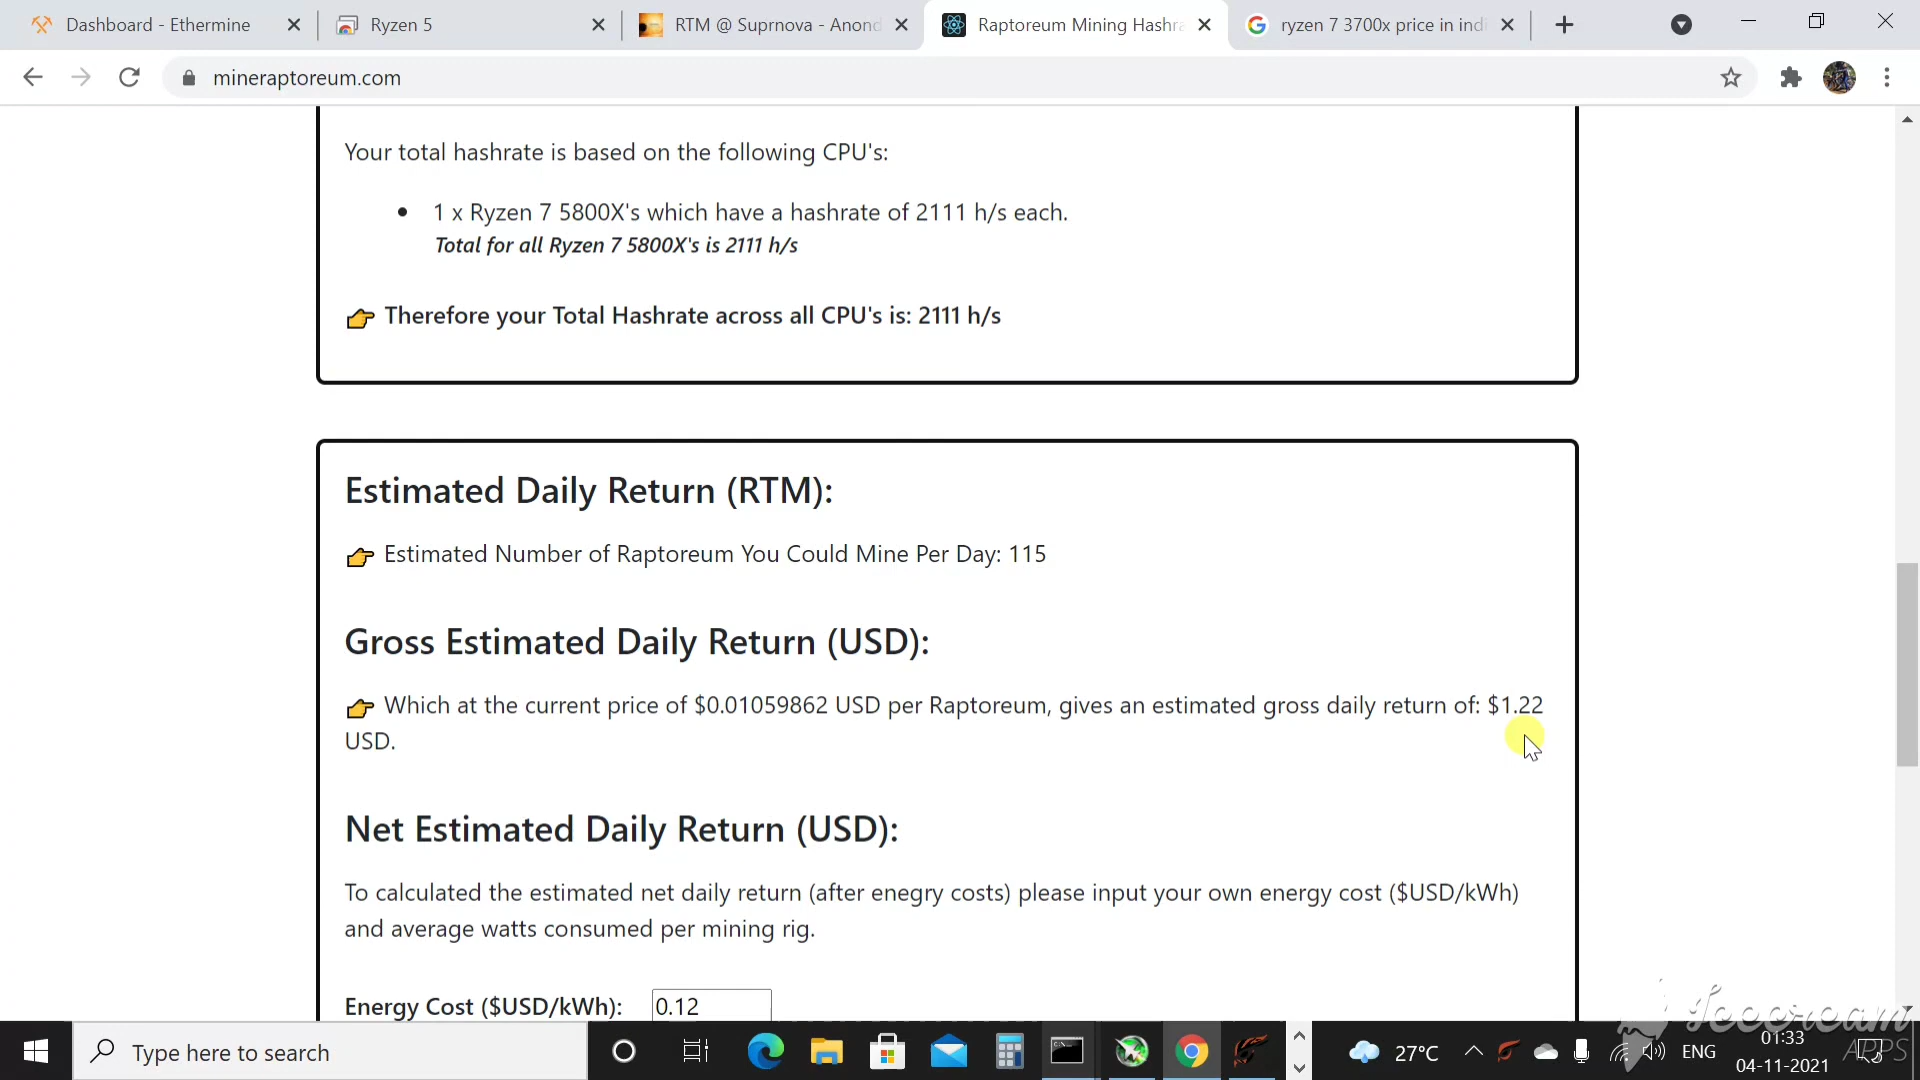 Dashboard - Ethermine
Ryzen 5
RTM @ Suprnova - Anond
Raptoreum Mining Hashra
ryzen 7 3700x price in indi
mineraptoreum.com
Your total hashrate is based on the following CPU's:
1 x Ryzen 7 5800X's which have a hashrate of 2111 h/s each.
Total for all Ryzen 7 5800X's is 2111 h/s
Therefore your Total Hashrate across all CPU's is: 2111 h/s
Estimated Daily Return (RTM):
Estimated Number of Raptoreum You Could Mine Per Day: 115
Gross Estimated Daily Return (USD):
Which at the current price of $0.01059862 USD per Raptoreum, gives an estimated gross daily return of: $1.22
USD.
Net Estimated Daily Return (USD):
To calculated the estimated net daily return (after enegry costs) please input your own energy cost ($USD/kWh)
and average watts consumed per mining rig.
Energy Cost ($USD/kWh): 0.12
Icecream
APPS
Type here to search
27°C
ENG
01:33
04-11-2021